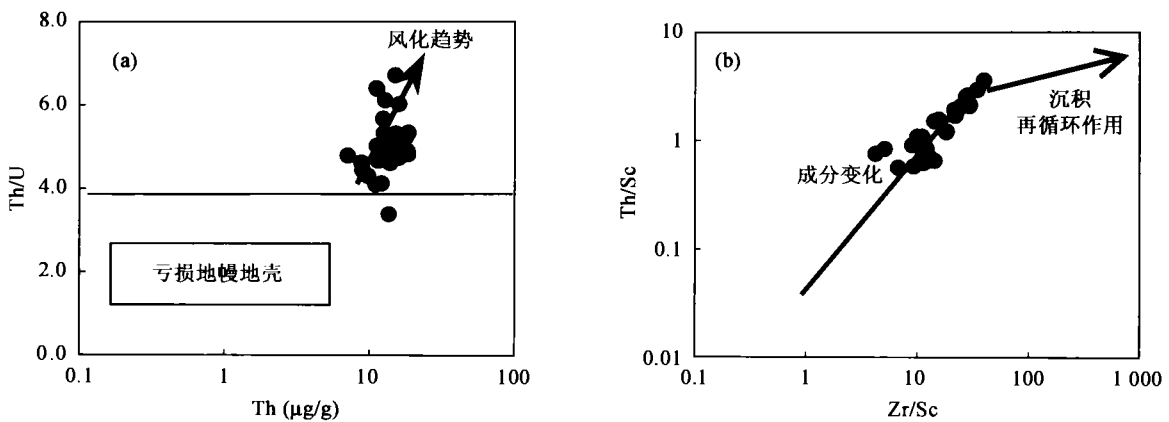 8.0
(a)
风化趋势
6.0
Th/U
4.0
2.0
亏损地幔地壳
0.0
0.1
1
10
100
Th (μg/g)
10
(b)
沉积
再循环作用
1
成分变化
Th/Sc
0.1
0.01
0.1
1
10
100
1 000
Zr/Sc